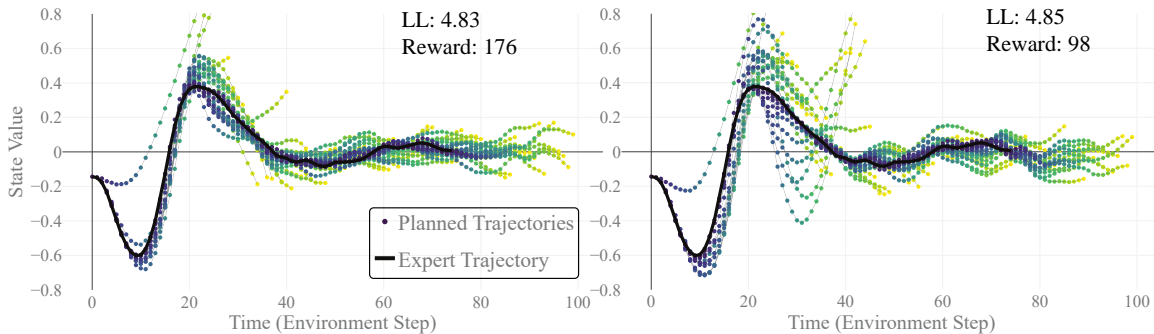 LL: 4.83
Reward: 176
LL: 4.85
Reward: 98
State Value
0.8
0.6
0.4
0.2
0
−0.2
−0.4
−0.6
−0.8
Planned Trajectories
Expert Trajectory
0 20 40 60 80 100
Time (Environment Step)
0.8
0.6
0.4
0.2
0
−0.2
−0.4
−0.6
−0.8
0 20 40 60 80 100
Time (Environment Step)